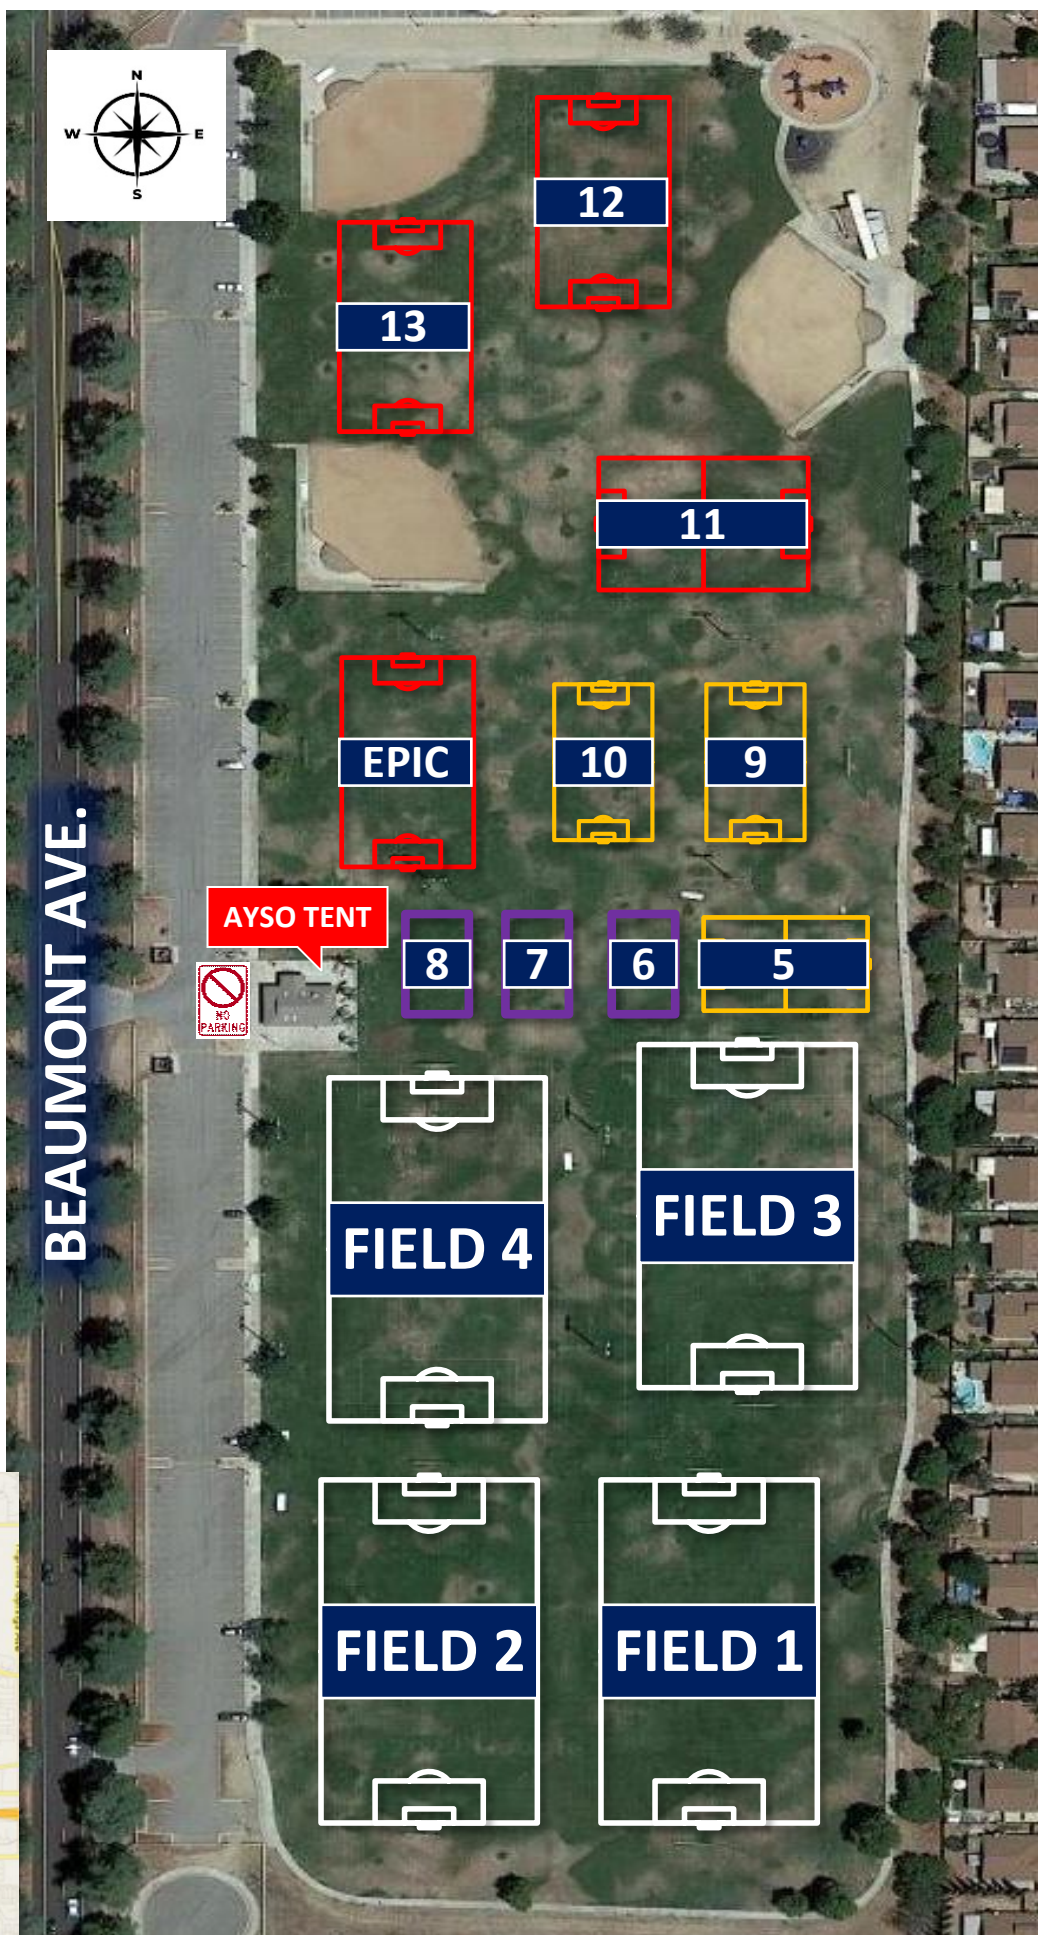 N
W
E
S
12
13
11
EPIC
10
9
BEAUMONT AVE.
AYSO TENT
8
7
6
5
NO
PARKING
FIELD 3
FIELD 4
FIELD 2
FIELD 1